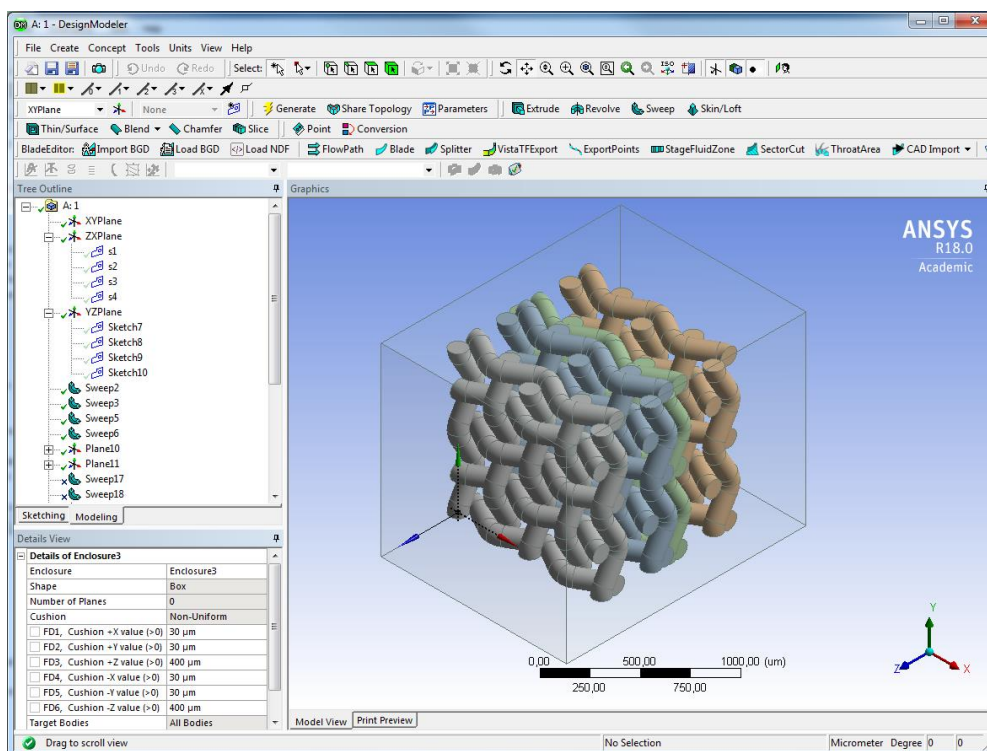 A: 1 - DesignModeler
File Create Concept Tools Units View Help
Undo Redo Select: ISO
XYPlane None Generate Share Topology Parameters Extrude Revolve Sweep Skin/Loft
Thin/Surface Blend Chamfer Slice Point Conversion
BladeEditor: Import BGD Load BGD Load NDF FlowPath Blade Splitter VistaTFExport ExportPoints StageFluidZone SectorCut ThroatArea CAD Import
Tree Outline
A: 1
XYPlane
ZXPlane
s1
s2
s3
s4
YZPlane
Sketch7
Sketch8
Sketch9
Sketch10
Sweep2
Sweep3
Sweep5
Sweep6
Plane10
Plane11
Sweep17
Sweep18
Sketching Modeling
Details View
Details of Enclosure3
Enclosure Enclosure3
Shape Box
Number of Planes 0
Cushion Non-Uniform
FD1, Cushion +X value (>0) 30 µm
FD2, Cushion +Y value (>0) 30 µm
FD3, Cushion +Z value (>0) 400 µm
FD4, Cushion -X value (>0) 30 µm
FD5, Cushion -Y value (>0) 30 µm
FD6, Cushion -Z value (>0) 400 µm
Target Bodies All Bodies
Graphics
ANSYS
R18.0
Academic
0,00 500,00 1000,00 (um)
250,00 750,00
Y
Z X
Model View Print Preview
Drag to scroll view No Selection Micrometer Degree 0 0